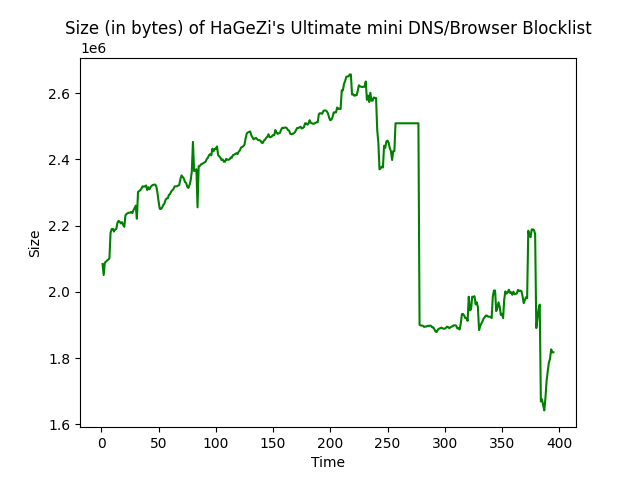 Size (in bytes) of HaGeZi's Ultimate mini DNS/Browser Blocklist
1e6
2.6
2.4
2.2
2.0
1.8
1.6
Size
0 50 100 150 200 250 300 350 400
Time